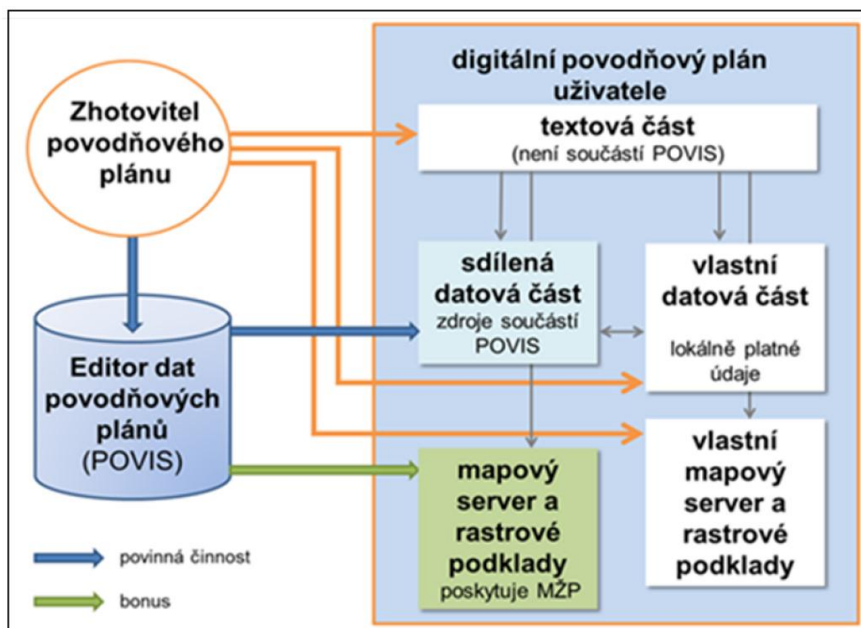 digitální povodňový plán
uživatele
Zhotovitel
povodňového
plánu
textová část
(není součástí POVIS)
sdílená
datová část
zdroje součástí
POVIS
vlastní
datová část
lokálně platné
údaje
Editor dat
povodňových
plánů
(POVIS)
mapový
server a
rastrové
podklady
poskytuje MŽP
vlastní
mapový
server a
rastrové
podklady
povinná činnost
bonus